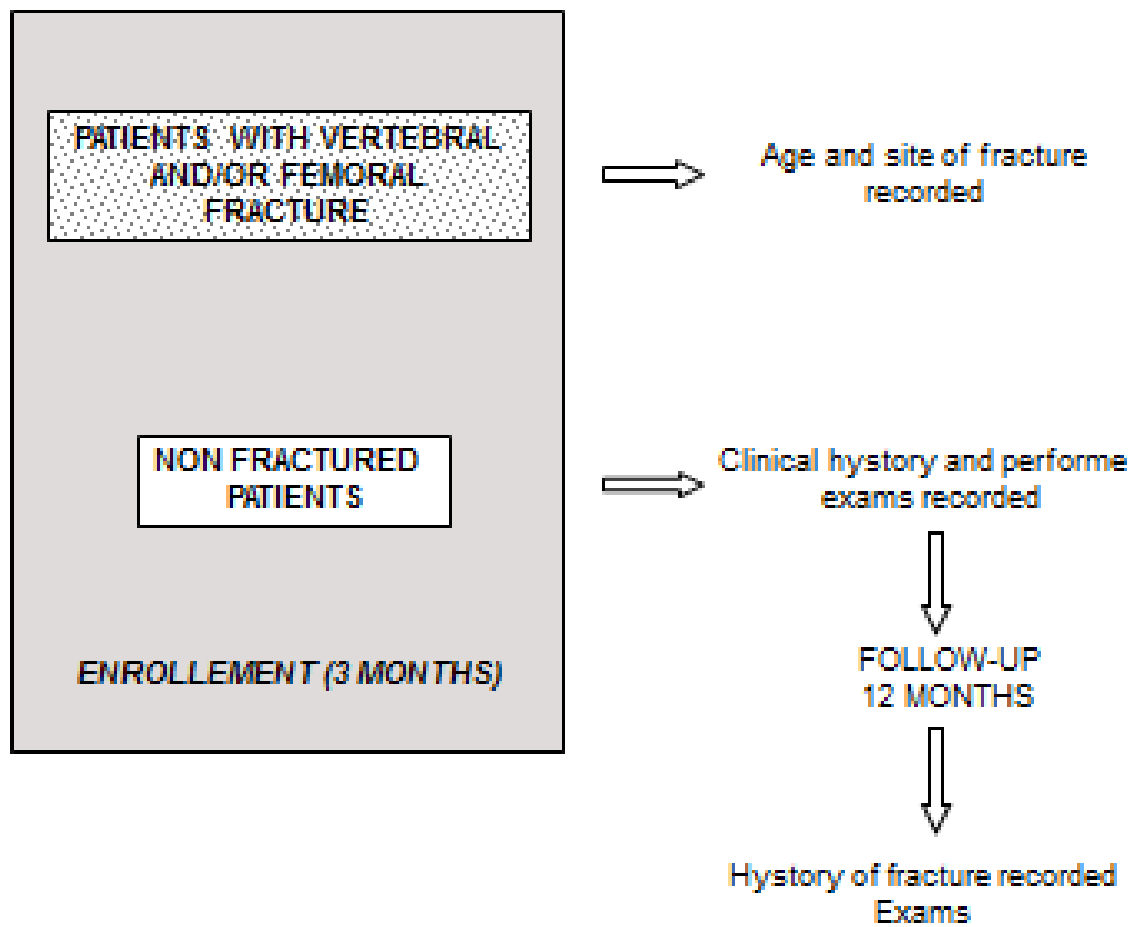 PATIENTS WITH VERTEBRAL
AND/OR FEMORAL
FRACTURE
Age and site of fracture
recorded
NON FRACTURED
PATIENTS
Clinical hystory and performe
exams recorded
ENROLLEMENT (3 MONTHS)
FOLLOW-UP
12 MONTHS
Hystory of fracture recorded
Exams